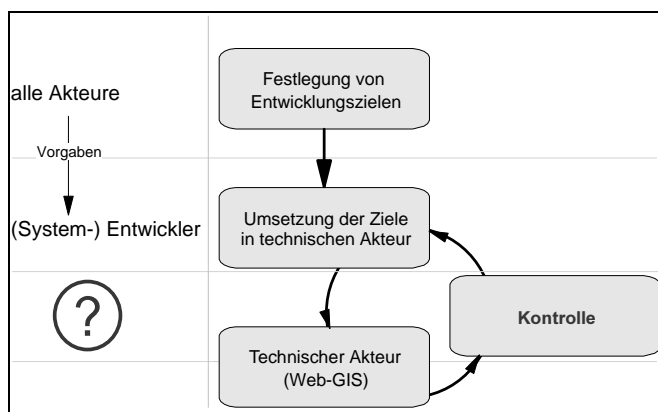 alle Akteure
Vorgaben
(System-) Entwickler
?
Festlegung von
Entwicklungszielen
Umsetzung der Ziele
in technischen Akteur
Kontrolle
Technischer Akteur
(Web-GIS)